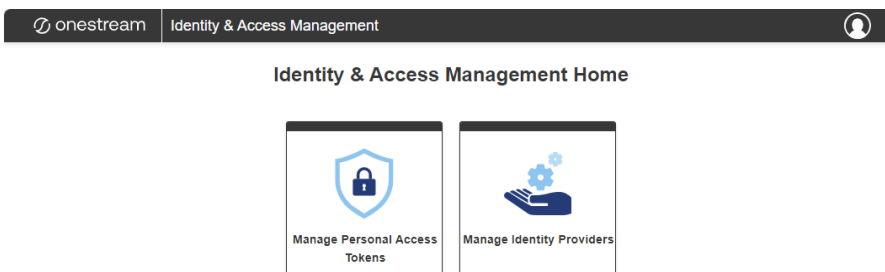 onestream Identity & Access Management
Identity & Access Management Home
Manage Personal Access
Tokens
Manage Identity Providers